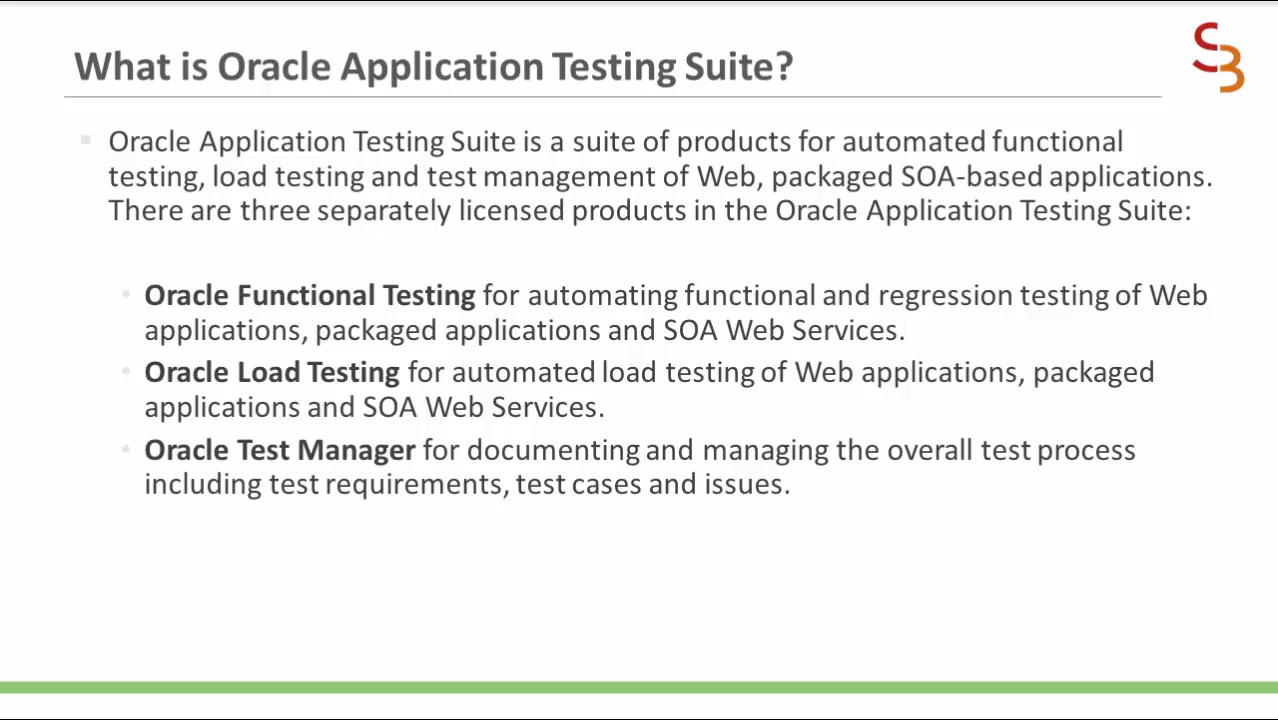 What is Oracle Application Testing Suite?
SB
Oracle Application Testing Suite is a suite of products for automated functional
testing, load testing and test management of Web, packaged SOA-based applications.
There are three separately licensed products in the Oracle Application Testing Suite:
Oracle Functional Testing for automating functional and regression testing of Web
applications, packaged applications and SOA Web Services.
Oracle Load Testing for automated load testing of Web applications, packaged
applications and SOA Web Services.
Oracle Test Manager for documenting and managing the overall test process
including test requirements, test cases and issues.